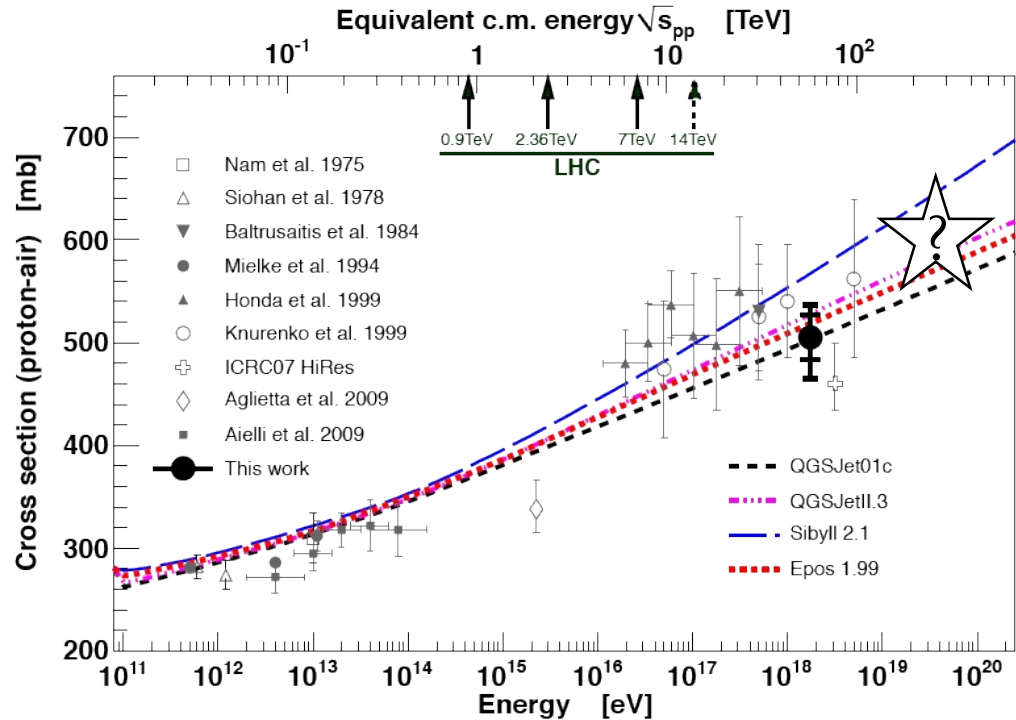 Equivalent c.m. energy √s_pp [TeV]
10^-1 1 10 10^2
0.9TeV 2.36TeV 7TeV 14TeV
LHC
Cross section (proton-air) [mb]
700
600
500
400
300
200
Nam et al. 1975
Siohan et al. 1978
Baltrusaitis et al. 1984
Mielke et al. 1994
Honda et al. 1999
Knurenko et al. 1999
ICRC07 HiRes
Aglietta et al. 2009
Aielli et al. 2009
This work
?
QGSJet01c
QGSJetII.3
Sibyll 2.1
Epos 1.99
10^11 10^12 10^13 10^14 10^15 10^16 10^17 10^18 10^19 10^20
Energy [eV]